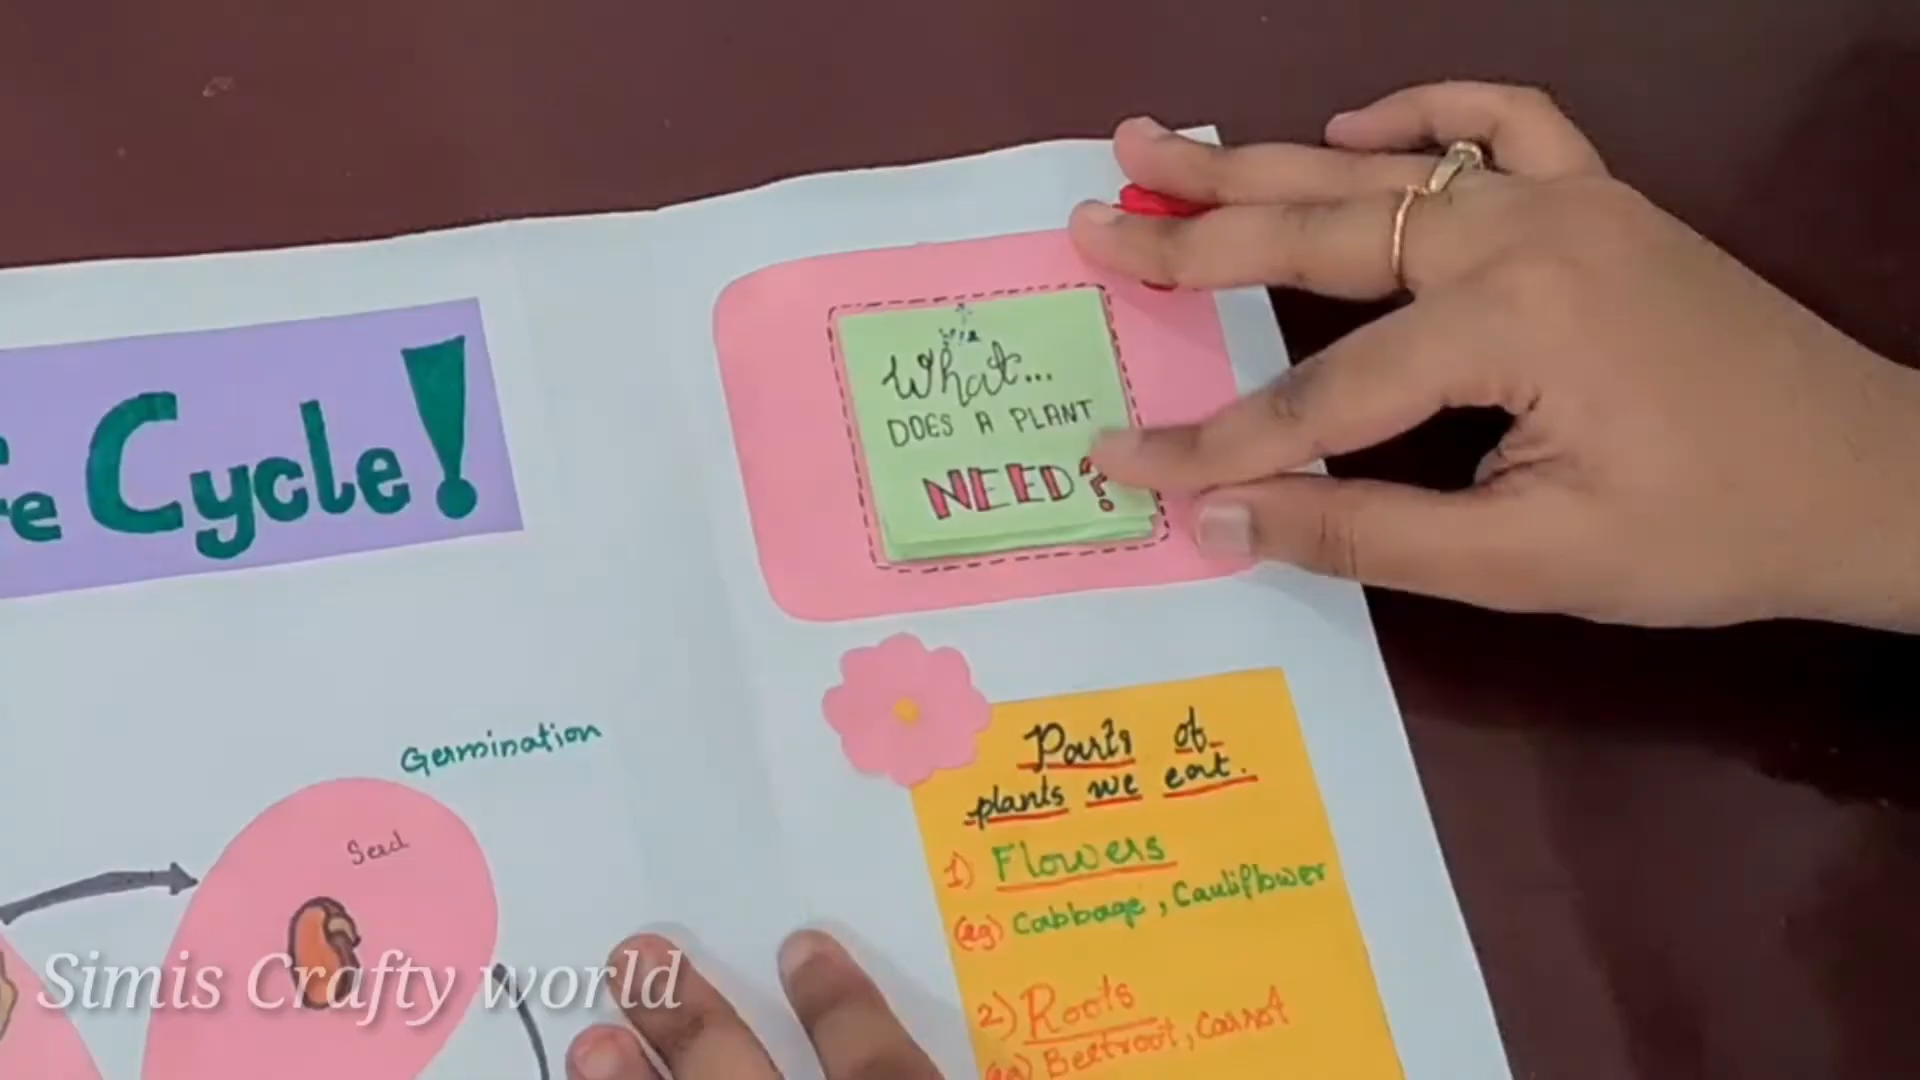 fe Cycle!
What...
DOES A PLANT
NEED?
Germination
Seed
Parts of
plants we eat.
1) Flowers
(eg) Cabbage, Cauliflower
2) Roots
(eg) Beetroot, Carrot
Simis Crafty world